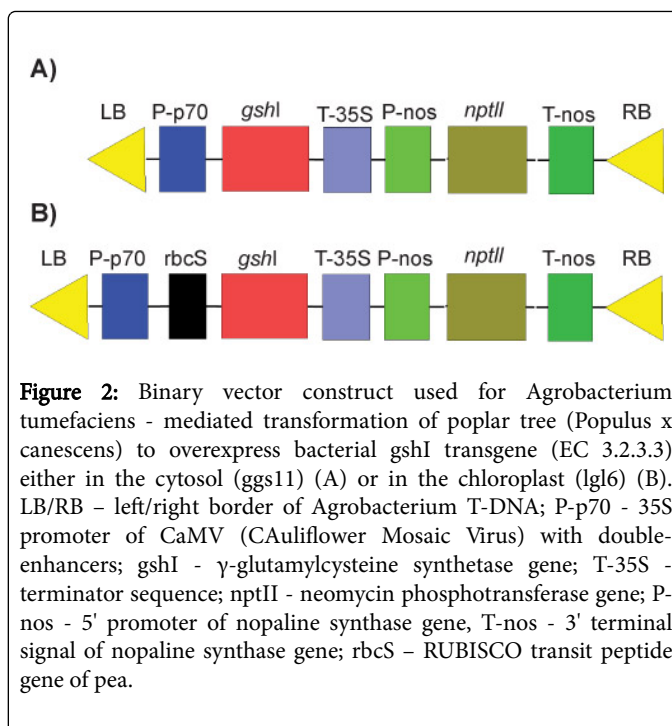 A)
LB P-p70 gshI T-35S P-nos nptII T-nos RB
B)
LB P-p70 rbcS gshI T-35S P-nos nptII T-nos RB
Figure 2: Binary vector construct used for Agrobacterium
tumefaciens - mediated transformation of poplar tree (Populus x
canescens) to overexpress bacterial gshI transgene (EC 3.2.3.3)
either in the cytosol (ggs11) (A) or in the chloroplast (lgl6) (B).
LB/RB – left/right border of Agrobacterium T-DNA; P-p70 - 35S
promoter of CaMV (CAuliflower Mosaic Virus) with double-
enhancers; gshI - γ-glutamylcysteine synthetase gene; T-35S -
terminator sequence; nptII - neomycin phosphotransferase gene; P-
nos - 5' promoter of nopaline synthase gene, T-nos - 3' terminal
signal of nopaline synthase gene; rbcS – RUBISCO transit peptide
gene of pea.